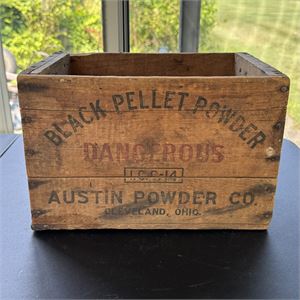 BLACK PELLET POWDER
DANGEROUS
I.C.C-14
AUSTIN POWDER CO.
CLEVELAND, OHIO.